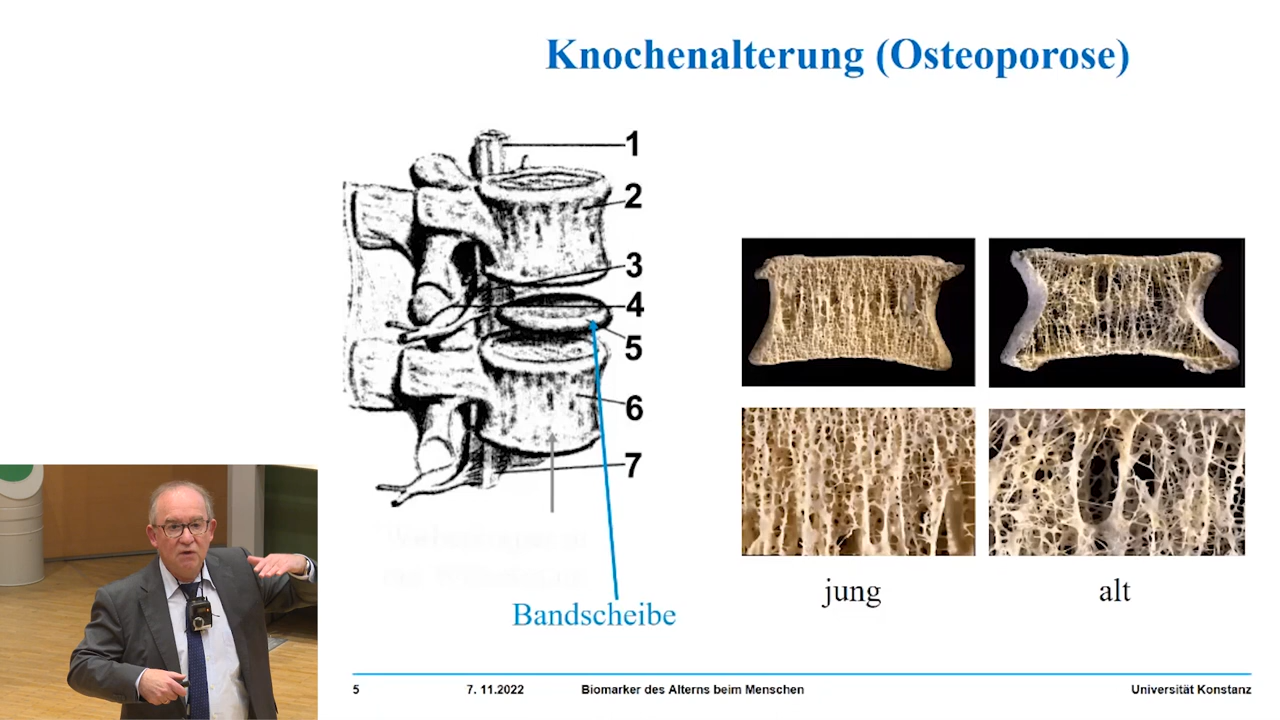 Knochenalterung (Osteoporose)
1
2
3
4
5
6
7
Bandscheibe
jung
alt
5
7. 11.2022
Biomarker des Alterns beim Menschen
Universität Konstanz